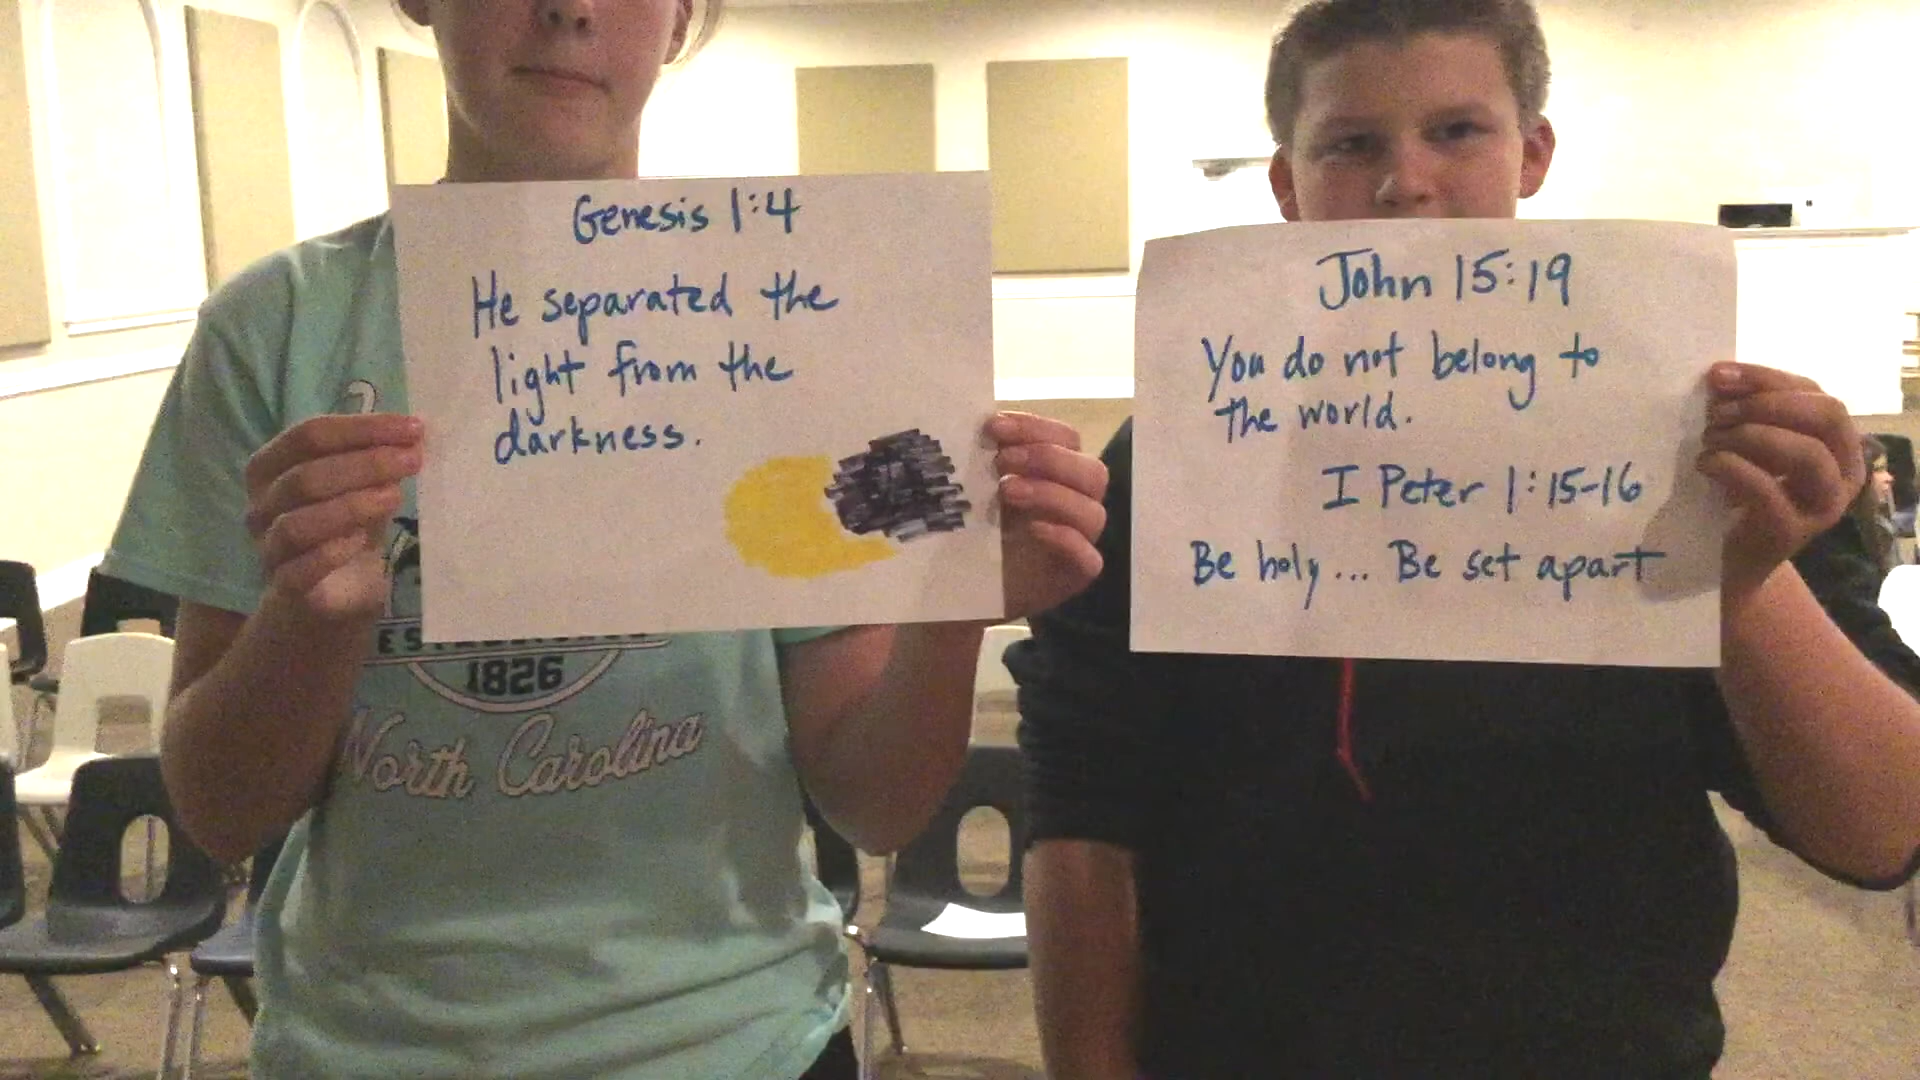 Genesis 1:4
He separated the
light from the
darkness.
1826
North Carolina
John 15:19
You do not belong to
the world.
I Peter 1:15-16
Be holy... Be set apart